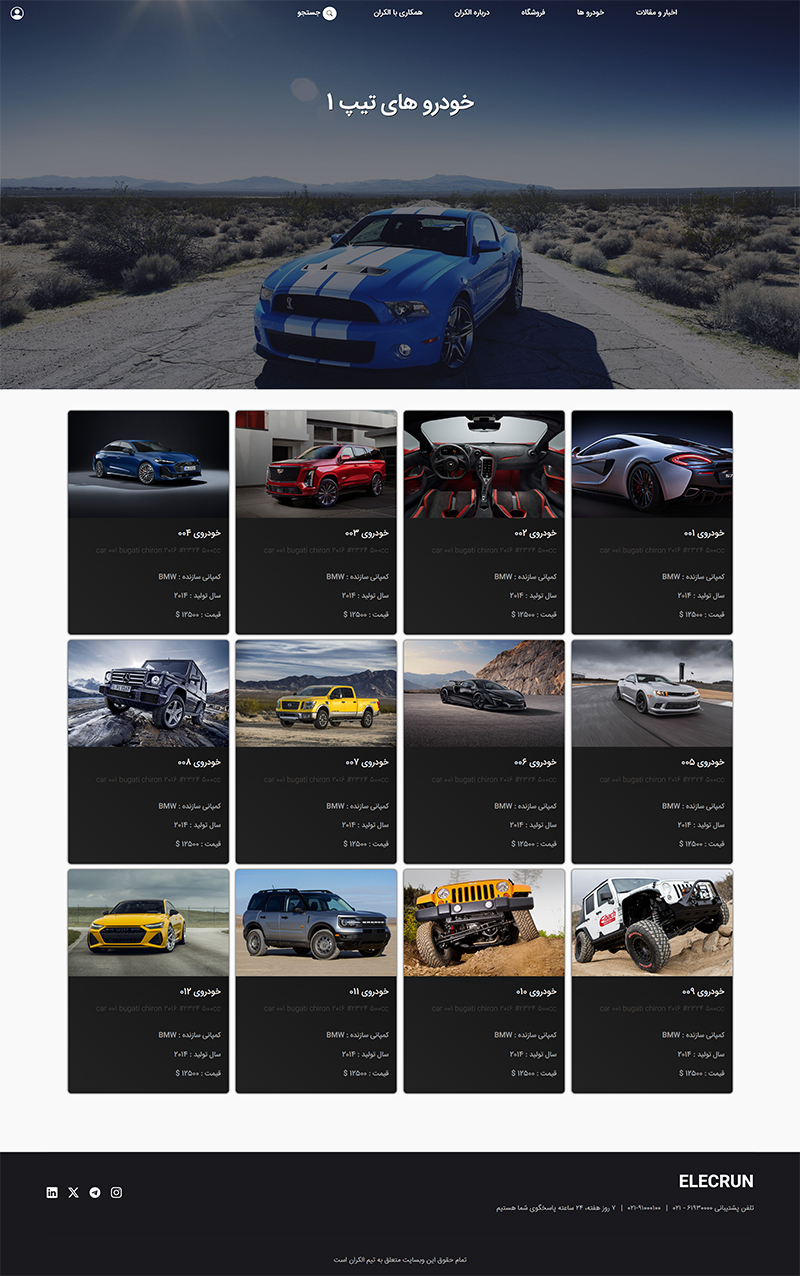 اخبار و مقالات
خودرو ها
فروشگاه
درباره الکران
همکاری با الکران
جستجو
خودرو های تیپ ۱
خودروی ۰۰۱
car ۰۰۱ bugati chiron ۲۰۱۶ #۲۳۲۴ ۵۰۰cc
کمپانی سازنده : BMW
سال تولید : ۲۰۱۴
قیمت : ۱۲۵۰۰ $
خودروی ۰۰۲
car ۰۰۱ bugati chiron ۲۰۱۶ #۲۳۲۴ ۵۰۰cc
کمپانی سازنده : BMW
سال تولید : ۲۰۱۴
قیمت : ۱۲۵۰۰ $
خودروی ۰۰۳
car ۰۰۱ bugati chiron ۲۰۱۶ #۲۳۲۴ ۵۰۰cc
کمپانی سازنده : BMW
سال تولید : ۲۰۱۴
قیمت : ۱۲۵۰۰ $
خودروی ۰۰۴
car ۰۰۱ bugati chiron ۲۰۱۶ #۲۳۲۴ ۵۰۰cc
کمپانی سازنده : BMW
سال تولید : ۲۰۱۴
قیمت : ۱۲۵۰۰ $
خودروی ۰۰۵
car ۰۰۱ bugati chiron ۲۰۱۶ #۲۳۲۴ ۵۰۰cc
کمپانی سازنده : BMW
سال تولید : ۲۰۱۴
قیمت : ۱۲۵۰۰ $
خودروی ۰۰۶
car ۰۰۱ bugati chiron ۲۰۱۶ #۲۳۲۴ ۵۰۰cc
کمپانی سازنده : BMW
سال تولید : ۲۰۱۴
قیمت : ۱۲۵۰۰ $
خودروی ۰۰۷
car ۰۰۱ bugati chiron ۲۰۱۶ #۲۳۲۴ ۵۰۰cc
کمپانی سازنده : BMW
سال تولید : ۲۰۱۴
قیمت : ۱۲۵۰۰ $
خودروی ۰۰۸
car ۰۰۱ bugati chiron ۲۰۱۶ #۲۳۲۴ ۵۰۰cc
کمپانی سازنده : BMW
سال تولید : ۲۰۱۴
قیمت : ۱۲۵۰۰ $
خودروی ۰۰۹
car ۰۰۱ bugati chiron ۲۰۱۶ #۲۳۲۴ ۵۰۰cc
کمپانی سازنده : BMW
سال تولید : ۲۰۱۴
قیمت : ۱۲۵۰۰ $
خودروی ۰۱۰
car ۰۰۱ bugati chiron ۲۰۱۶ #۲۳۲۴ ۵۰۰cc
کمپانی سازنده : BMW
سال تولید : ۲۰۱۴
قیمت : ۱۲۵۰۰ $
خودروی ۰۱۱
car ۰۰۱ bugati chiron ۲۰۱۶ #۲۳۲۴ ۵۰۰cc
کمپانی سازنده : BMW
سال تولید : ۲۰۱۴
قیمت : ۱۲۵۰۰ $
خودروی ۰۱۲
car ۰۰۱ bugati chiron ۲۰۱۶ #۲۳۲۴ ۵۰۰cc
کمپانی سازنده : BMW
سال تولید : ۲۰۱۴
قیمت : ۱۲۵۰۰ $
ELECRUN
تلفن پشتیبانی ۶۱۹۳۰۰۰۰ - ۰۲۱ | ۰۲۱-۹۱۰۰۰۱۰۰ | ۷ روز هفته، ۲۴ ساعته پاسخگوی شما هستیم
تمام حقوق این وبسایت متعلق به تیم الکران است